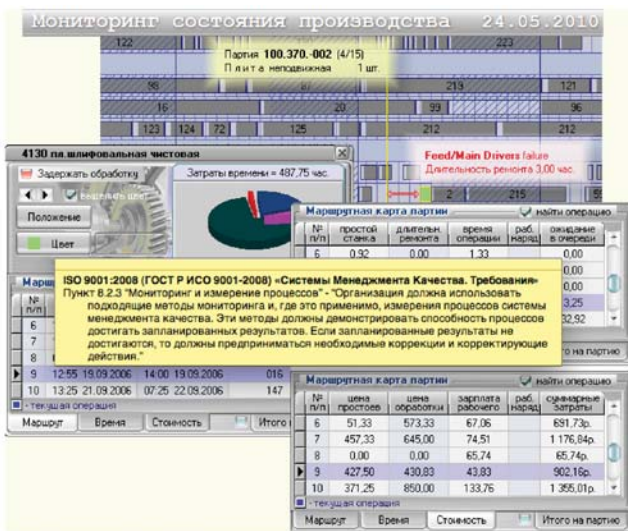 Мониторинг состояния производства 24.05.2010
122
223
Партия 100.370.-002 (4/15)
Плита неподвижная 1 шт.
98
87
219
121
16
20
99
96
123 124 72 125 212 212
Feed/Main Drivers failure
Длительность ремонта 3,00 час.
2 215
4130 пл.шлифовальная чистовая
Задержать обработку
Затраты времени = 487,75 час.
Выделить цвет
Положение
Цвет
Маршрутная карта партии найти операцию
№ п/п простой станка длительн. ремонта время операции раб. наряд ожидание в очереди
6 0,92 0,00 1,33 0,00
0,00
0,00
3,25
32,92
ISO 9001:2008 (ГОСТ Р ИСО 9001-2008) «Системы Менеджмента Качества. Требования»
Пункт 8.2.3 "Мониторинг и измерение процессов" - "Организация должна использовать
подходящие методы мониторинга и, где это применимо, измерения процессов системы
менеджмента качества. Эти методы должны демонстрировать способность процессов
достигать запланированных результатов. Если запланированные результаты не
достигаются, то должны предприниматься необходимые коррекции и корректирующие
действия."
№ п/п
6
7
8
9 12:55 19.09.2006 14:00 19.09.2006 016
10 13:25 21.09.2006 07:25 22.09.2006 147
- текущая операция
Маршрут Время Стоимость Итого
на партию
Маршрутная карта партии найти операцию
№ п/п цена простоев цена обработки зарплата рабочего раб. наряд суммарные затраты
6 51,33 573,33 67,06 691,73р.
7 457,33 645,00 74,51 1 176,84р.
8 0,00 0,00 65,74 65,74р.
9 427,50 430,83 43,83 902,16р.
10 371,25 850,00 133,76 1 355,01р.
- текущая операция
Маршрут Время Стоимость Итого на партию